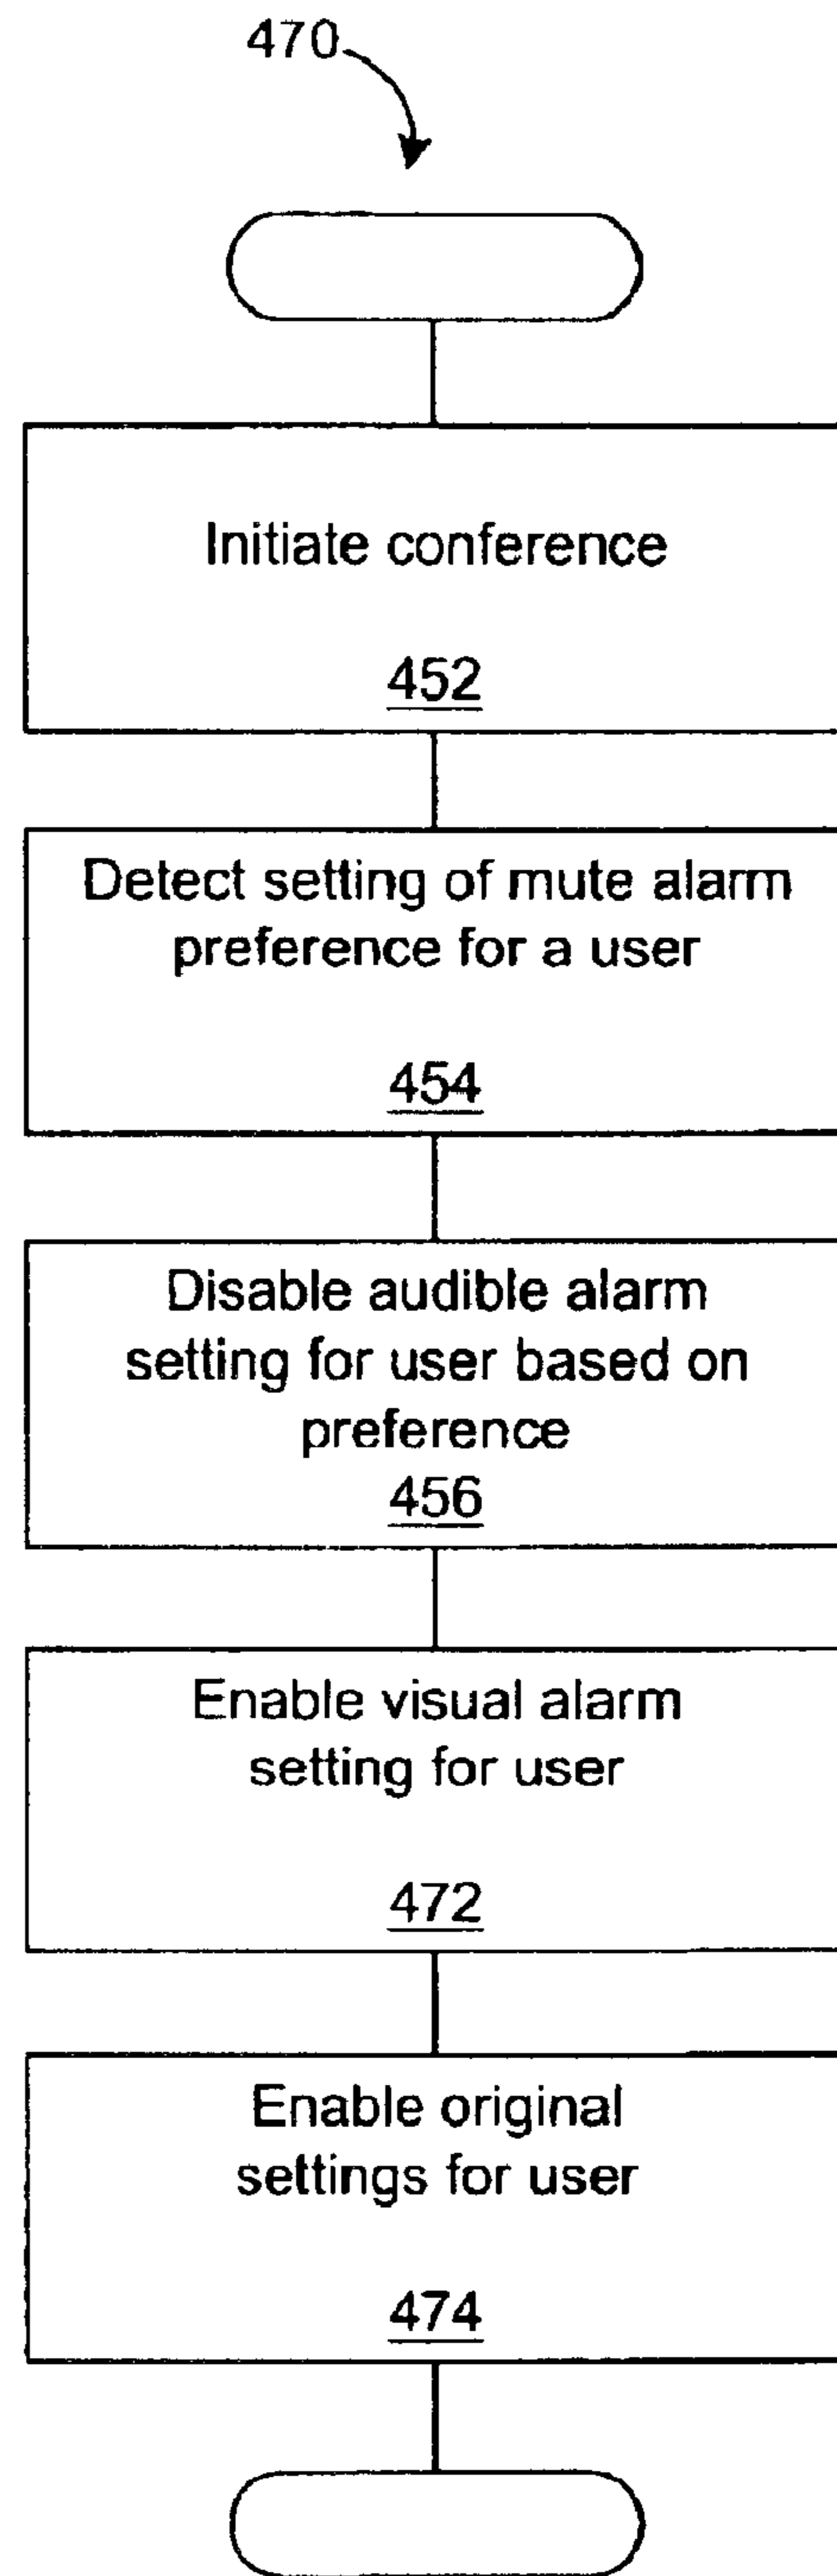 470
Initiate conference
452
Detect setting of mute alarm
preference for a user
454
Disable audible alarm
setting for user based on
preference
456
Enable visual alarm
setting for user
472
Enable original
settings for user
474